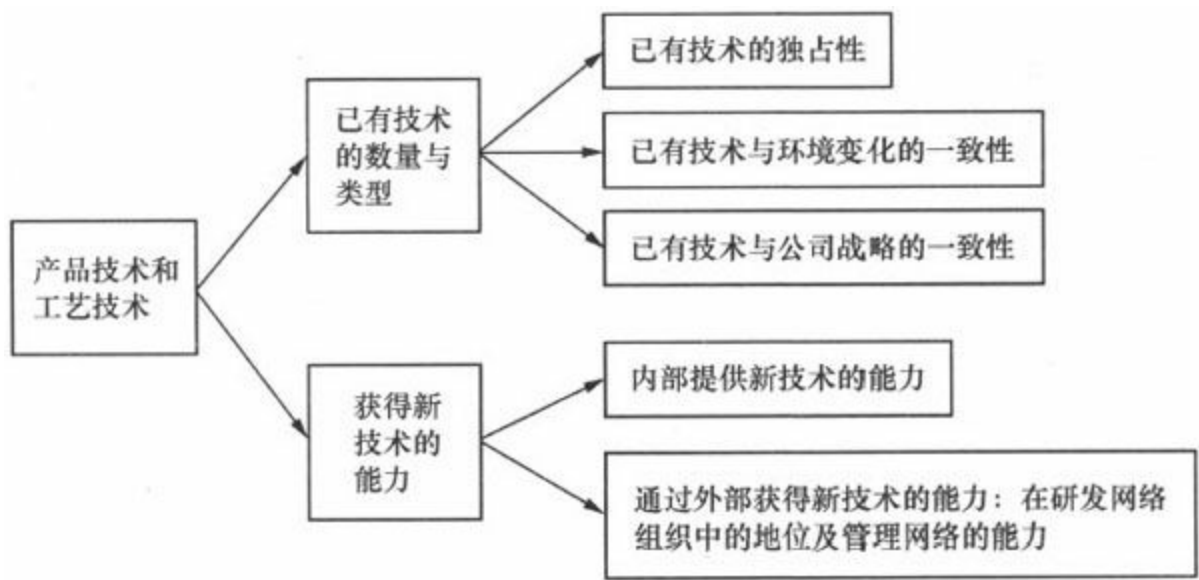 产品技术和
工艺技术
已有技术
的数量与
类型
已有技术的独占性
已有技术与环境变化的一致性
已有技术与公司战略的一致性
获得新
技术的
能力
内部提供新技术的能力
通过外部获得新技术的能力：在研发网络
组织中的地位及管理网络的能力